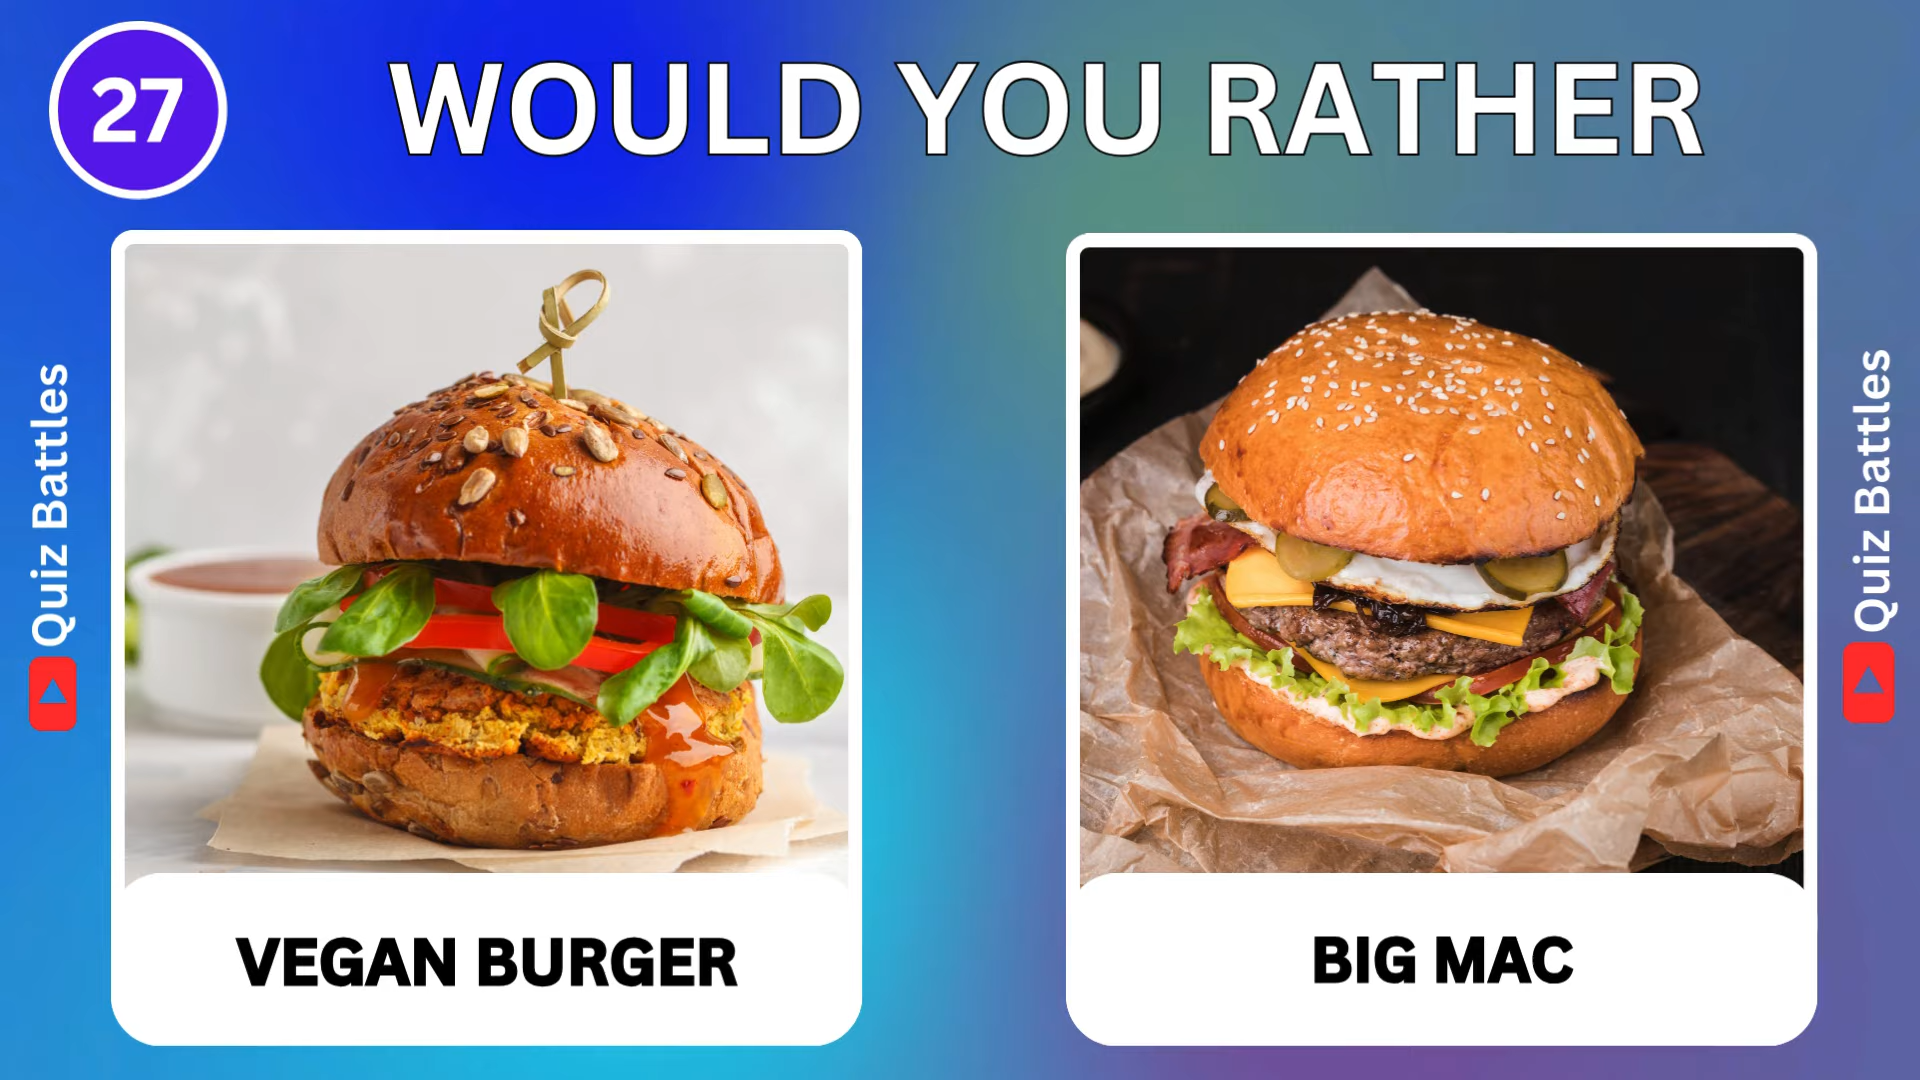 27
WOULD YOU RATHER
Quiz Battles
Quiz Battles
VEGAN BURGER
BIG MAC